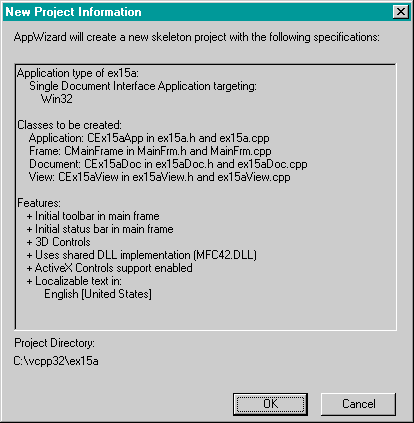 New Project Information
AppWizard will create a new skeleton project with the following specifications:
Application type of ex15a:
Single Document Interface Application targeting:
Win32
Classes to be created:
Application: CEx15aApp in ex15a.h and ex15a.cpp
Frame: CMainFrame in MainFrm.h and MainFrm.cpp
Document: CEx15aDoc in ex15aDoc.h and ex15aDoc.cpp
View: CEx15aView in ex15aView.h and ex15aView.cpp
Features:
+ Initial toolbar in main frame
+ Initial status bar in main frame
+ 3D Controls
+ Uses shared DLL implementation (MFC42.DLL)
+ ActiveX Controls support enabled
+ Localizable text in:
English [United States]
Project Directory:
C:\vcpp32\ex15a
OK Cancel